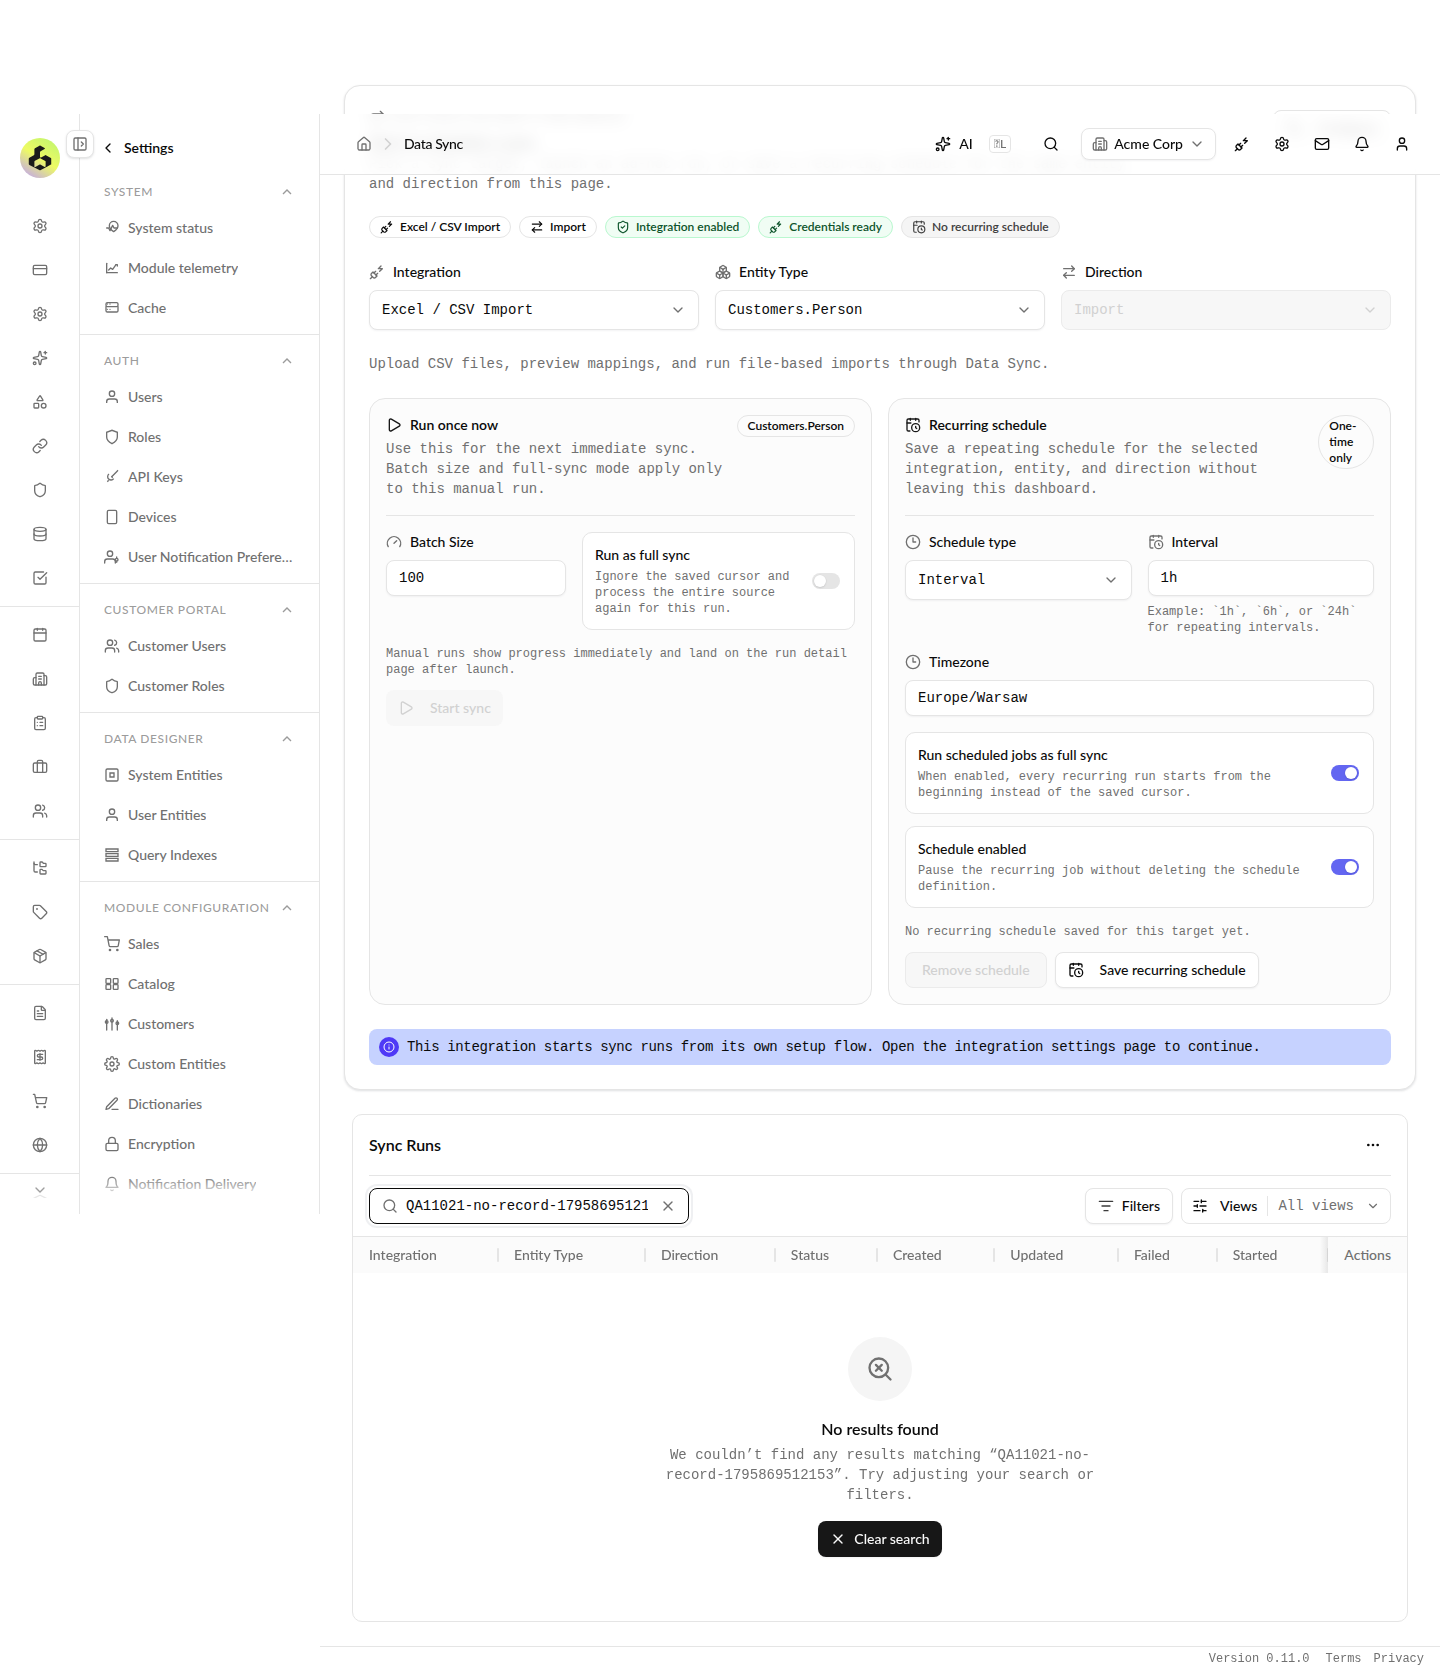 Settings
SYSTEM
System status
Module telemetry
Cache
AUTH
Users
Roles
API Keys
Devices
User Notification Prefere...
CUSTOMER PORTAL
Customer Users
Customer Roles
DATA DESIGNER
System Entities
User Entities
Query Indexes
MODULE CONFIGURATION
Sales
Catalog
Customers
Custom Entities
Dictionaries
Encryption
Notification Delivery
Data Sync
AI
L
Acme Corp
and direction from this page.
Excel / CSV Import
Import
Integration enabled
Credentials ready
No recurring schedule
Integration
Entity Type
Direction
Excel / CSV Import
Customers.Person
Import
Upload CSV files, preview mappings, and run file-based imports through Data Sync.
Run once now
Customers.Person
Use this for the next immediate sync.
Batch size and full-sync mode apply only
to this manual run.
Batch Size
100
Run as full sync
Ignore the saved cursor and
process the entire source
again for this run.
Manual runs show progress immediately and land on the run detail
page after launch.
Start sync
Recurring schedule
One-
time
only
Save a repeating schedule for the selected
integration, entity, and direction without
leaving this dashboard.
Schedule type
Interval
Interval
1h
Example: `1h`, `6h`, or `24h`
for repeating intervals.
Timezone
Europe/Warsaw
Run scheduled jobs as full sync
When enabled, every recurring run starts from the
beginning instead of the saved cursor.
Schedule enabled
Pause the recurring job without deleting the schedule
definition.
No recurring schedule saved for this target yet.
Remove schedule
Save recurring schedule
This integration starts sync runs from its own setup flow. Open the integration settings page to continue.
Sync Runs
QA11021-no-record-17958695121
Filters
Views
All views
Integration
Entity Type
Direction
Status
Created
Updated
Failed
Started
Actions
No results found
We couldn’t find any results matching “QA11021-no-
record-1795869512153”. Try adjusting your search or
filters.
Clear search
Version 0.11.0
Terms
Privacy